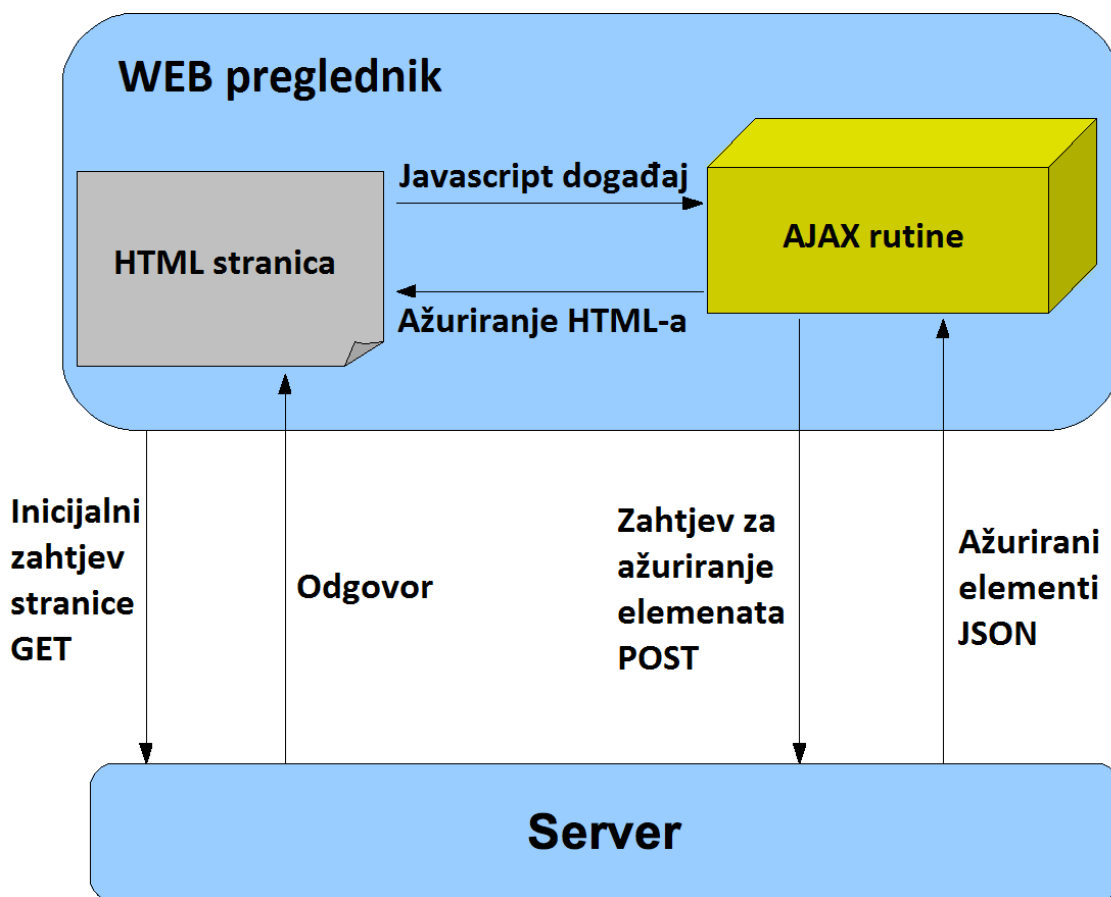 WEB preglednik
Javascript događaj
HTML stranica
AJAX rutine
Ažuriranje HTML-a
Inicijalni
zahtjev
stranice
GET
Odgovor
Zahtjev za
ažuriranje
elemenata
POST
Ažurirani
elementi
JSON
Server